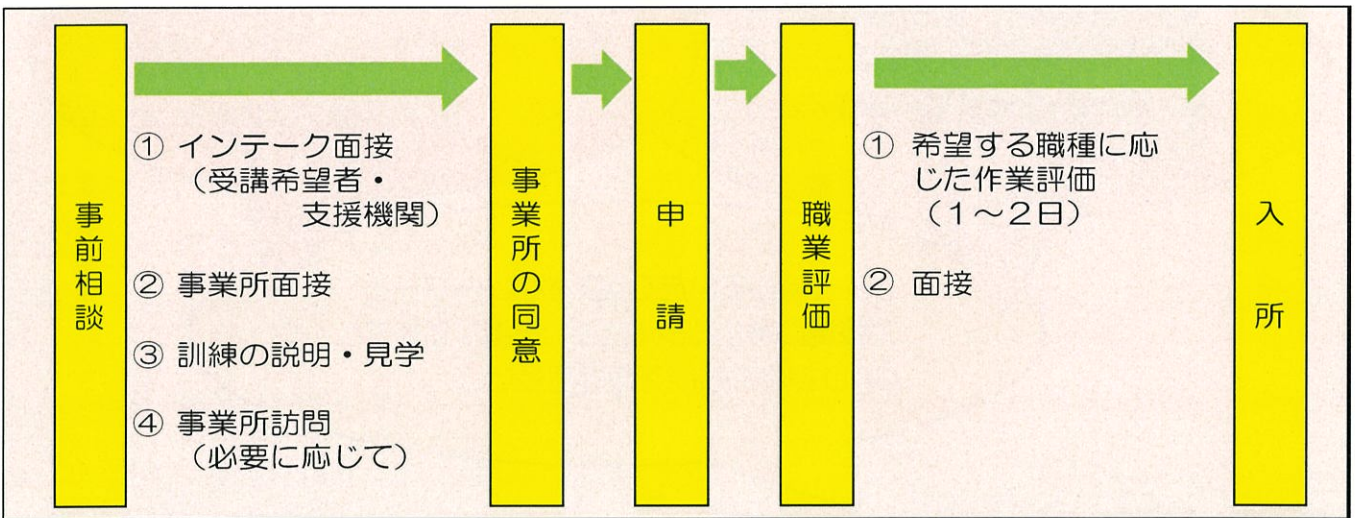 事前相談
① インテーク面接
（受講希望者・
支援機関）
② 事業所面接
③ 訓練の説明・見学
④ 事業所訪問
（必要に応じて）
事業所の同意
申請
職業評価
① 希望する職種に応
じた作業評価
（１～２日）
② 面接
入所